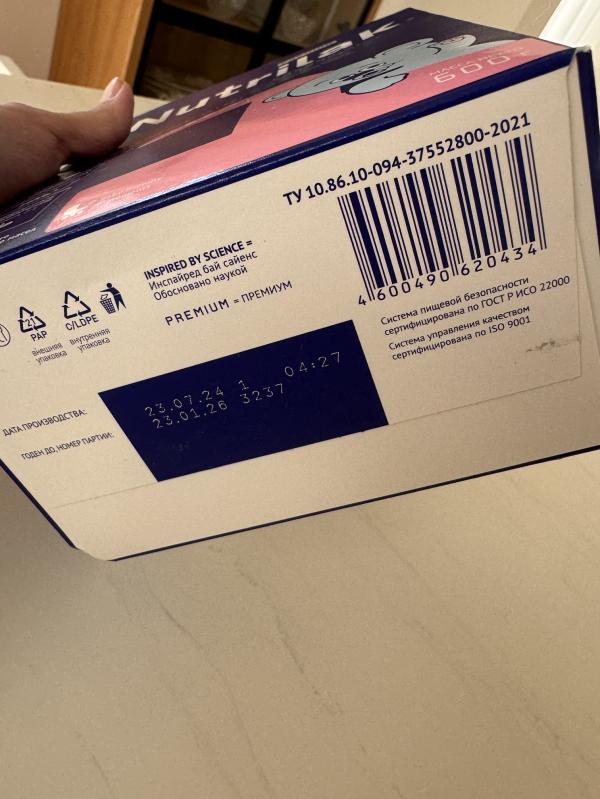 Nutrilak
МАССА НЕТТО
600 г
ТУ 10.86.10-094-37552800-2021
4 600490 620434
INSPIRED BY SCIENCE =
Инспайред бай сайенс
Обосновано наукой
PREMIUM = ПРЕМИУМ
21
PAP
C/LDPE
внешняя
упаковка
внутренняя
упаковка
Система пищевой безопасности
сертифицирована по ГОСТ Р ИСО 22000
Система управления качеством
сертифицирована по ISO 9001
ДАТА ПРОИЗВОДСТВА:
ГОДЕН ДО, НОМЕР ПАРТИИ:
23.07.24 1 04:27
23.01.26 3237